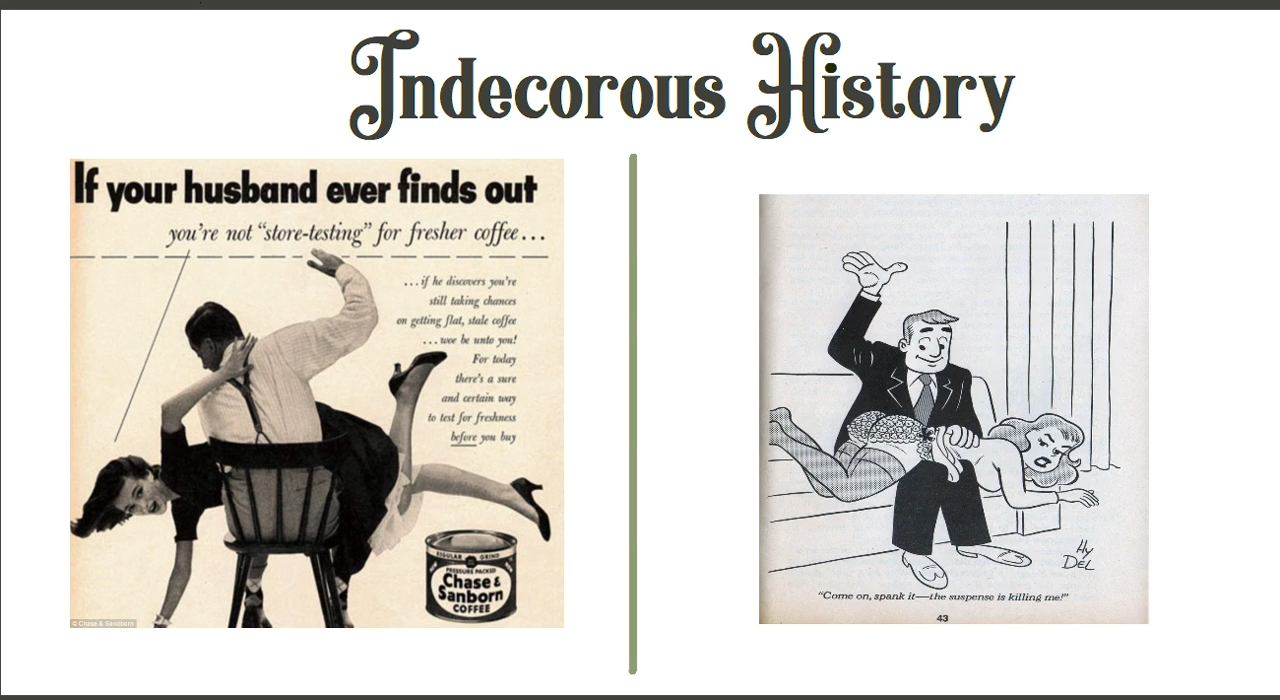 Indecorous History
If your husband ever finds out
you're not "store-testing" for fresher coffee...
...if he discovers you're
still taking chances
on getting flat, stale coffee
...woe be unto you!
For today
there's a sure
and certain way
to test for freshness
before you buy
REGULAR GRIND
PRESSURE PACKED
Chase &
Sanborn
COFFEE
© Chase & Sanborn
Hy
DEL
"Come on, spank it—the suspense is killing me!"
43